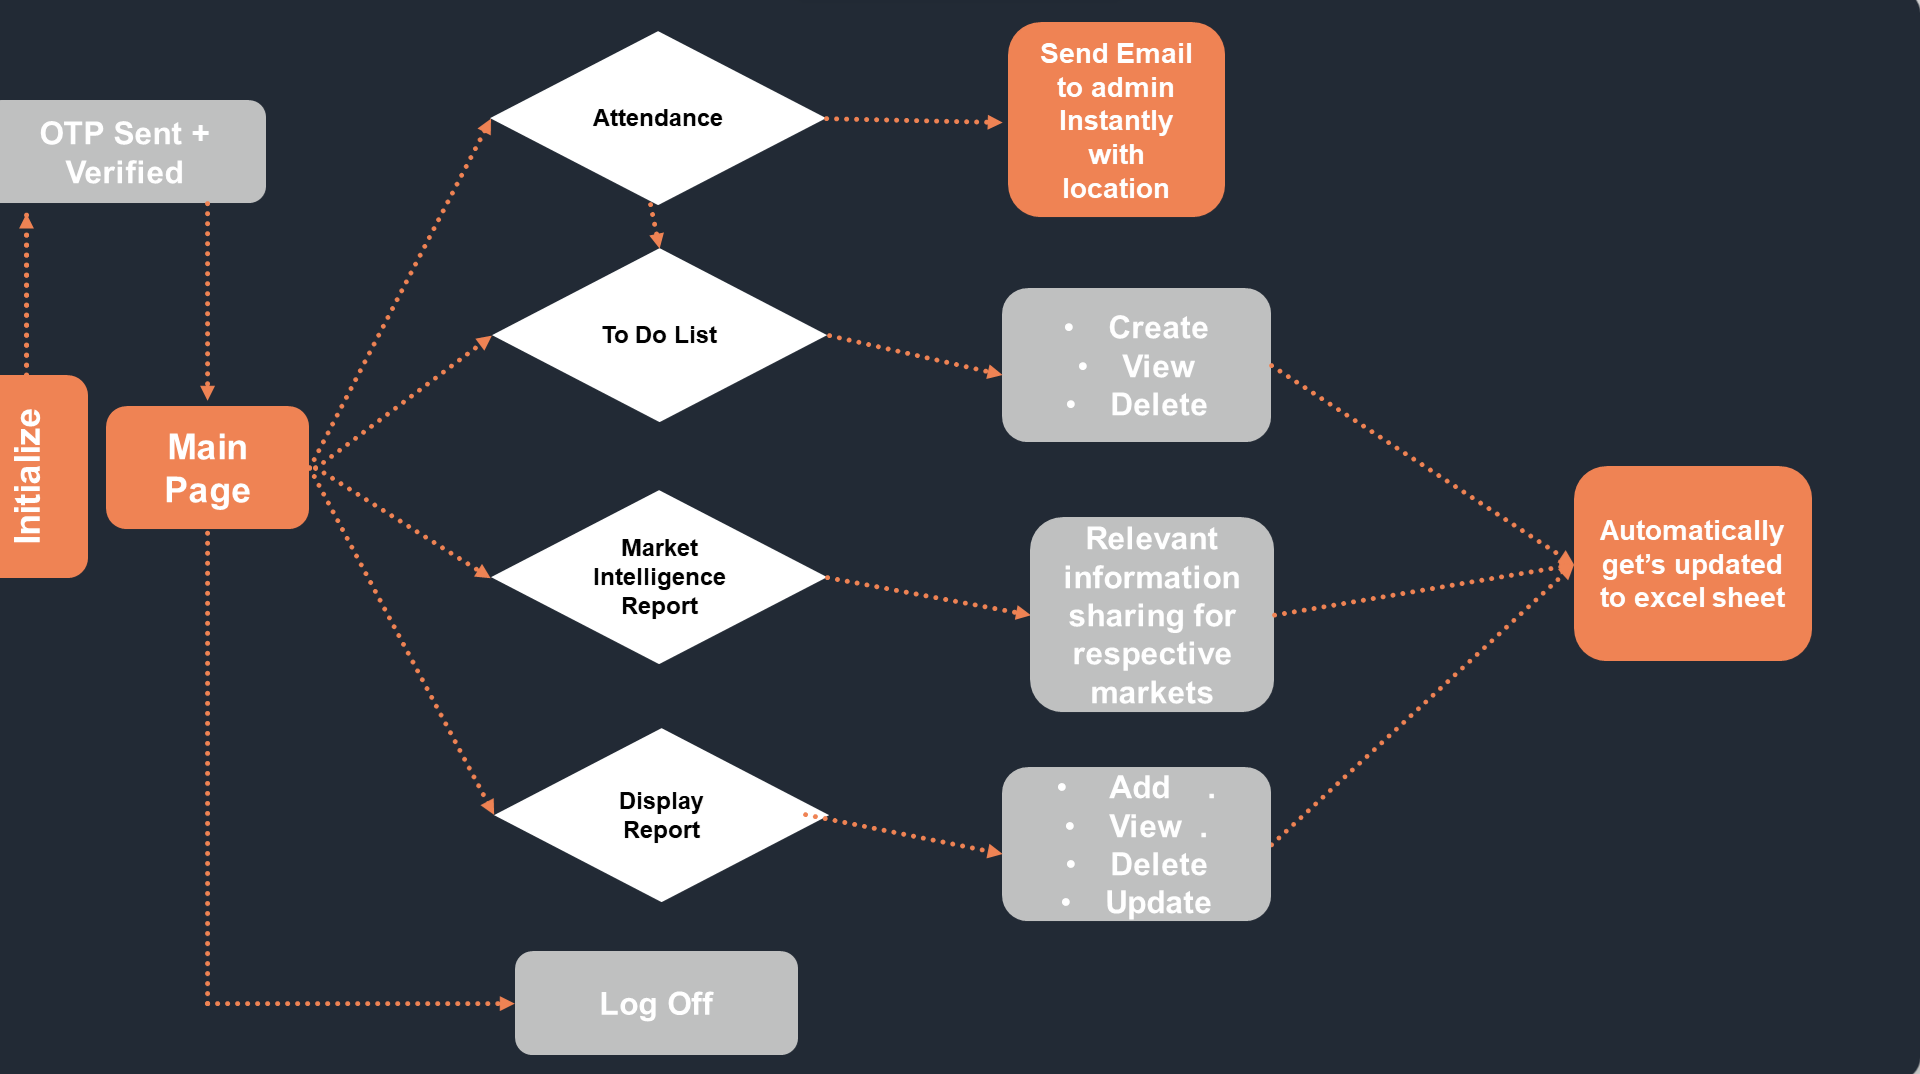 OTP Sent +
Verified
Initialize
Main
Page
Attendance
To Do List
Market
Intelligence
Report
Display
Report
Log Off
Send Email
to admin
Instantly
with
location
• Create
• View
• Delete
Relevant
information
sharing for
respective
markets
• Add .
• View .
• Delete
• Update
Automatically
get’s updated
to excel sheet